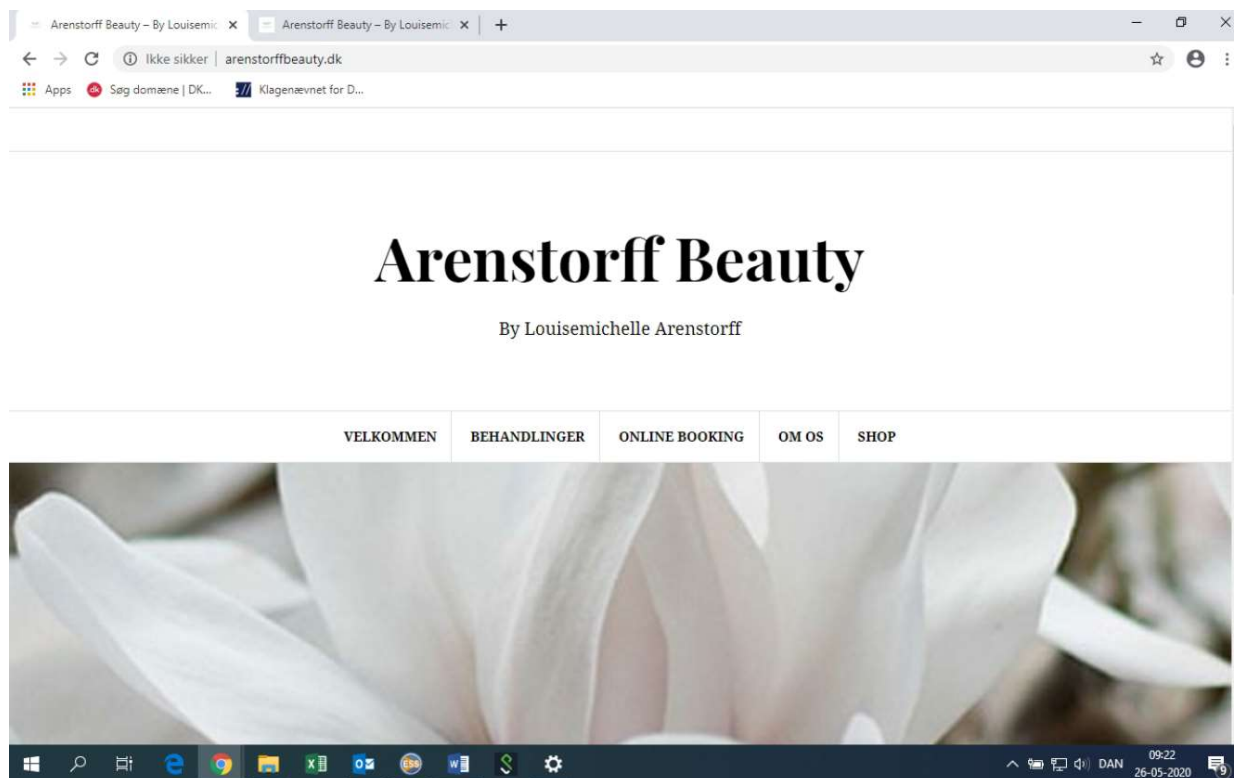 Arenstorff Beauty – By Louisemic
Arenstorff Beauty – By Louisemic
Ikke sikker | arenstorffbeauty.dk
Apps Søg domæne | DK... Klagenævnet for D...
Arenstorff Beauty
By Louisemichelle Arenstorff
VELKOMMEN BEHANDLINGER ONLINE BOOKING OM OS SHOP
DAN
09:22
26-05-2020